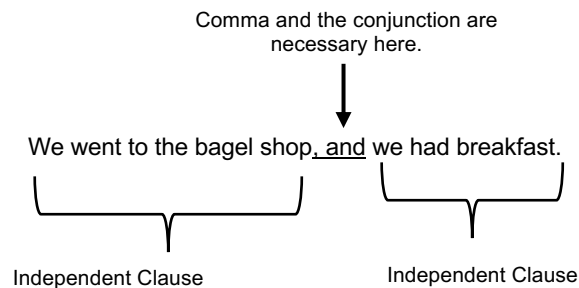 Comma and the conjunction are
necessary here.
We went to the bagel shop, and we had breakfast.
Independent Clause
Independent Clause